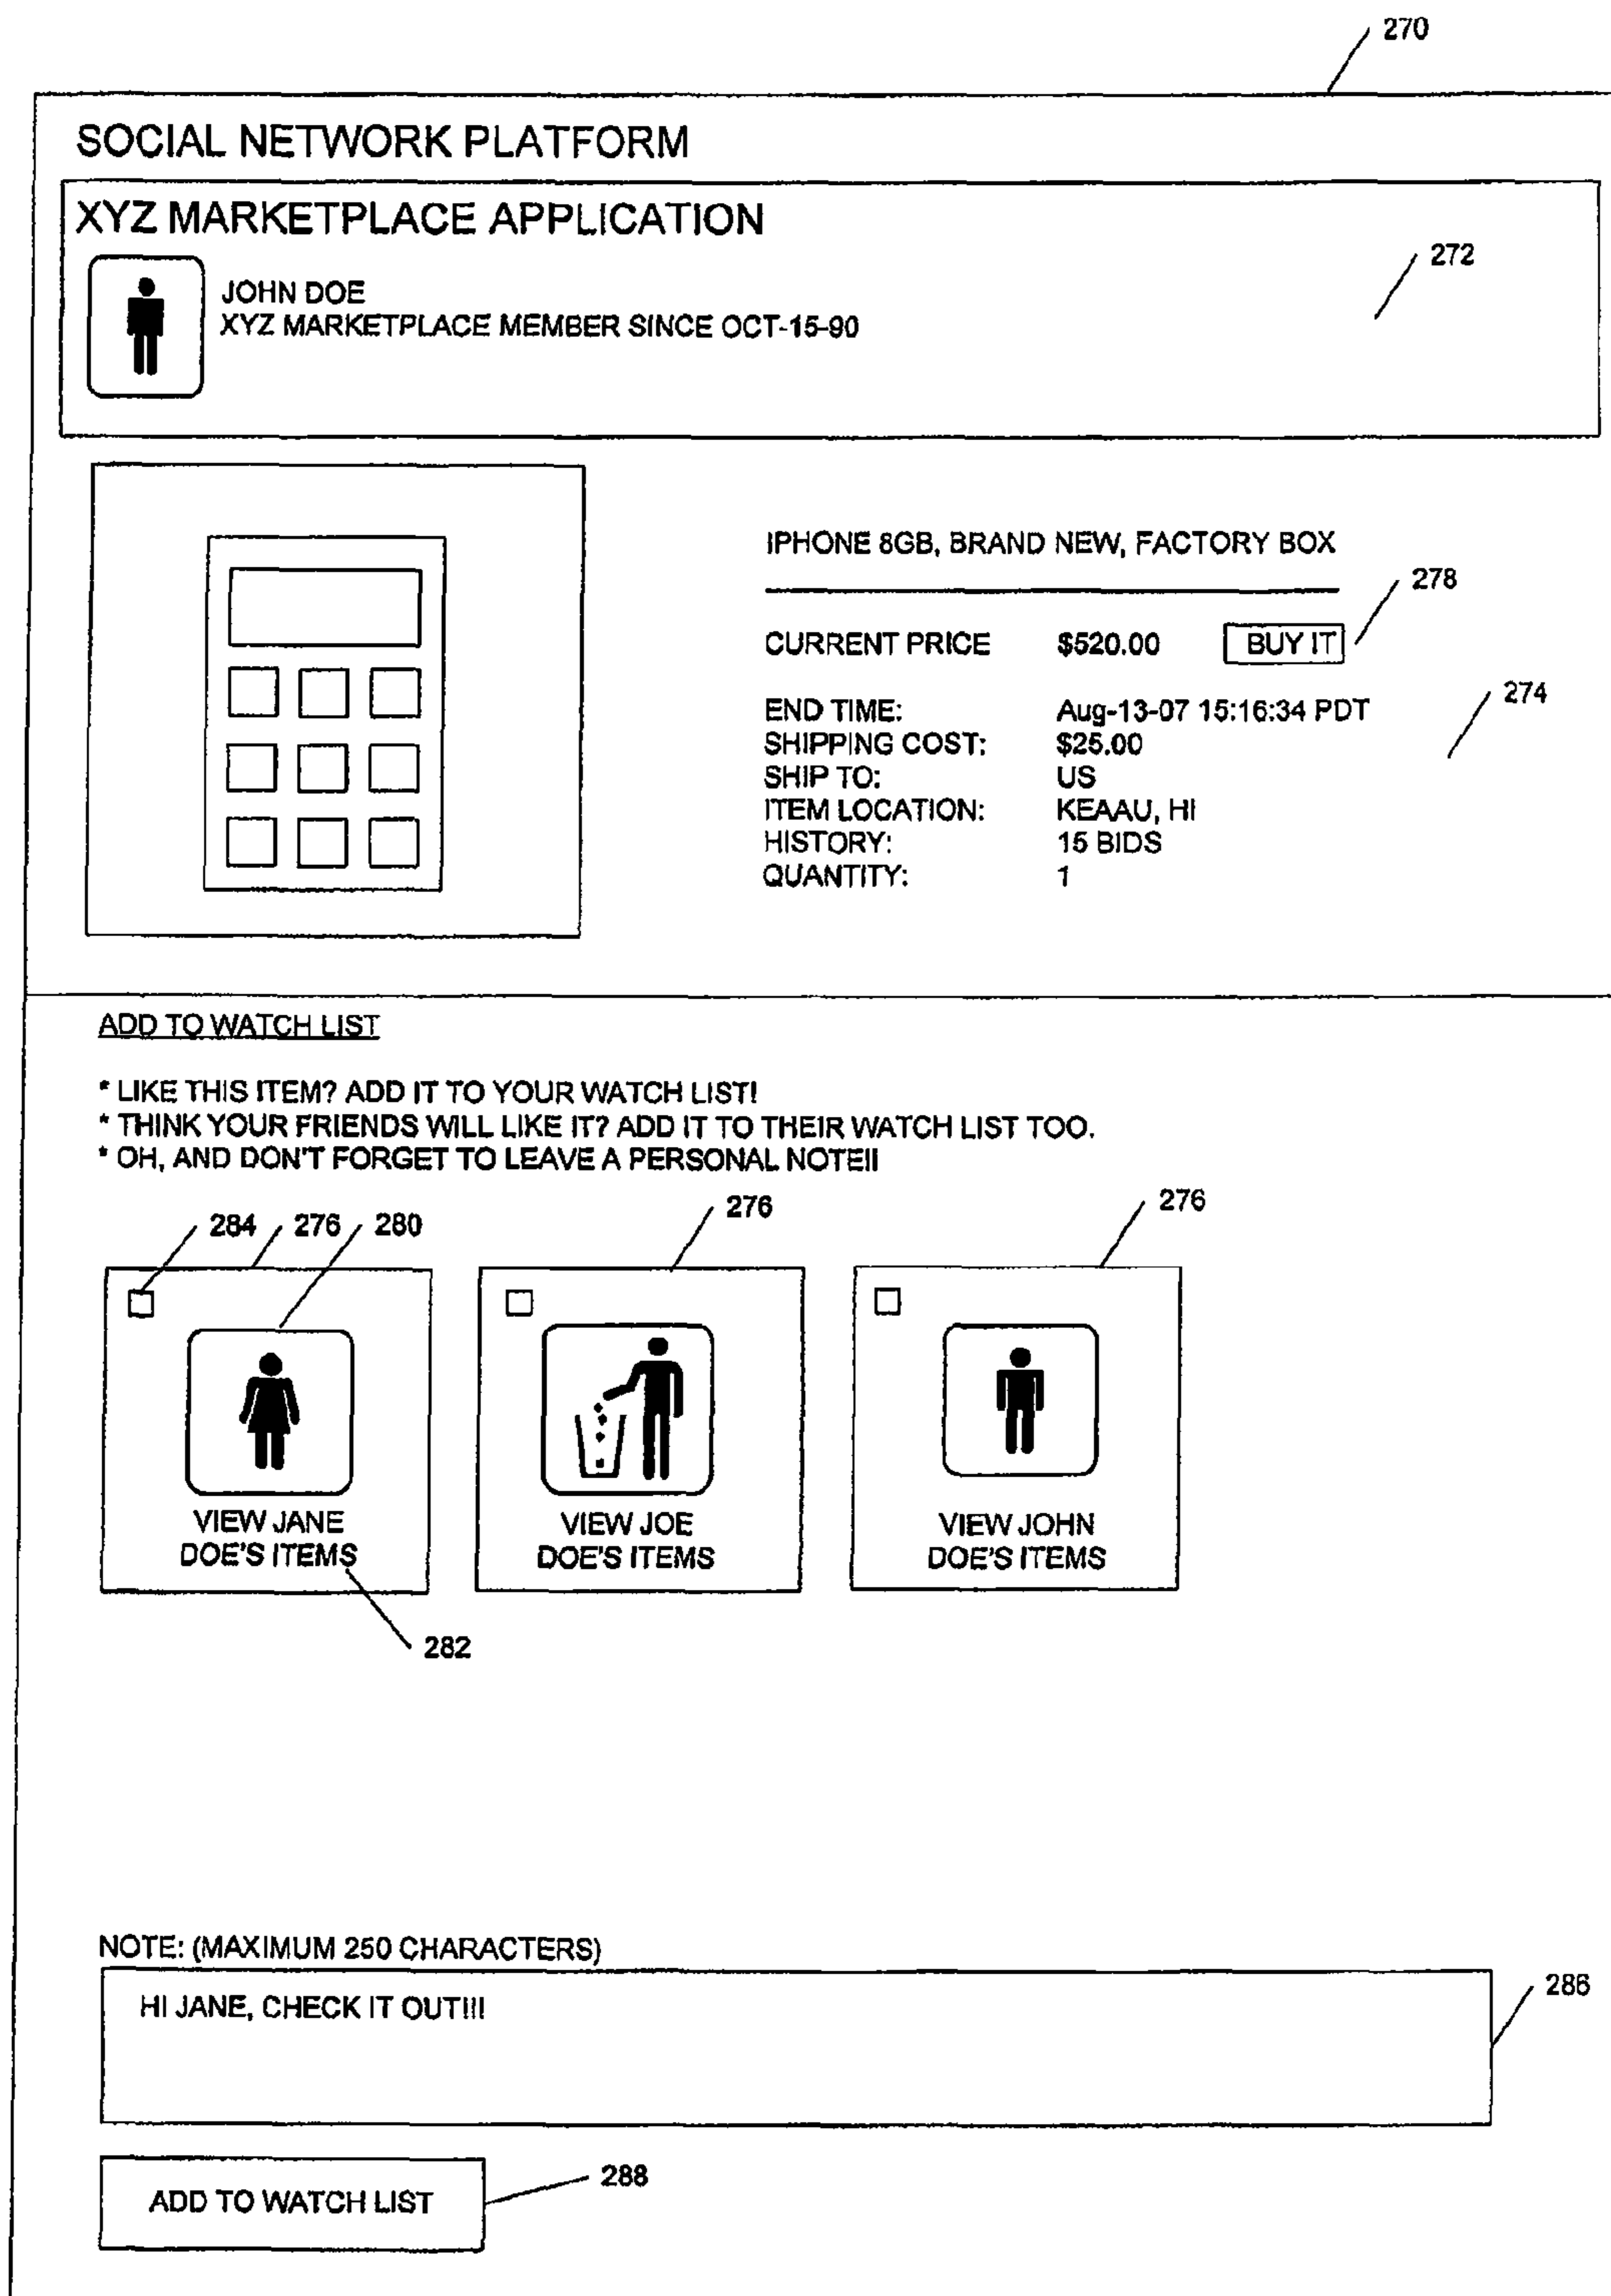 270
SOCIAL NETWORK PLATFORM
XYZ MARKETPLACE APPLICATION
272
JOHN DOE
XYZ MARKETPLACE MEMBER SINCE OCT-15-90
IPHONE 8GB, BRAND NEW, FACTORY BOX
278
CURRENT PRICE $520.00 BUY IT
274
END TIME: Aug-13-07 15:16:34 PDT
SHIPPING COST: $25.00
SHIP TO: US
ITEM LOCATION: KEAAU, HI
HISTORY: 15 BIDS
QUANTITY: 1
ADD TO WATCH LIST
* LIKE THIS ITEM? ADD IT TO YOUR WATCH LIST!
* THINK YOUR FRIENDS WILL LIKE IT? ADD IT TO THEIR WATCH LIST TOO.
* OH, AND DON'T FORGET TO LEAVE A PERSONAL NOTE!!
284 276 280 276 276
VIEW JANE
DOE'S ITEMS
VIEW JOE
DOE'S ITEMS
VIEW JOHN
DOE'S ITEMS
282
NOTE: (MAXIMUM 250 CHARACTERS)
HI JANE, CHECK IT OUT!!!
286
ADD TO WATCH LIST
288